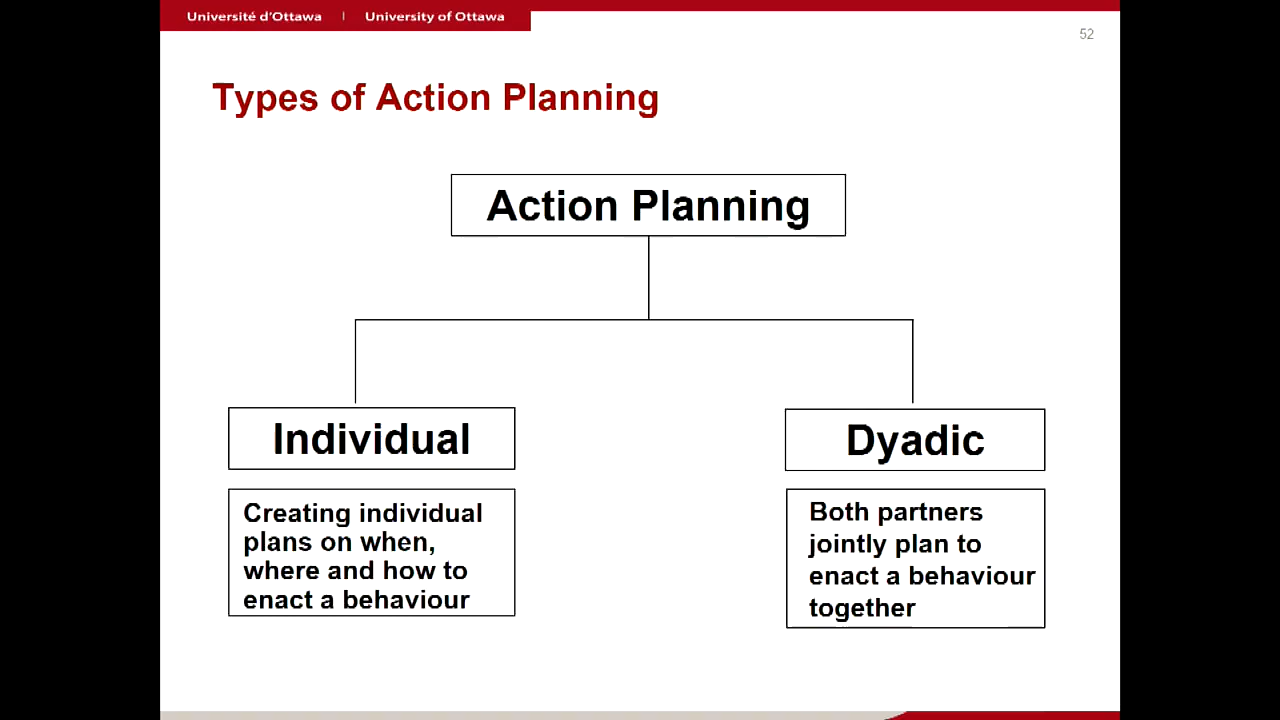 Université d'Ottawa | University of Ottawa
52
Types of Action Planning
Action Planning
Individual
Creating individual
plans on when,
where and how to
enact a behaviour
Dyadic
Both partners
jointly plan to
enact a behaviour
together